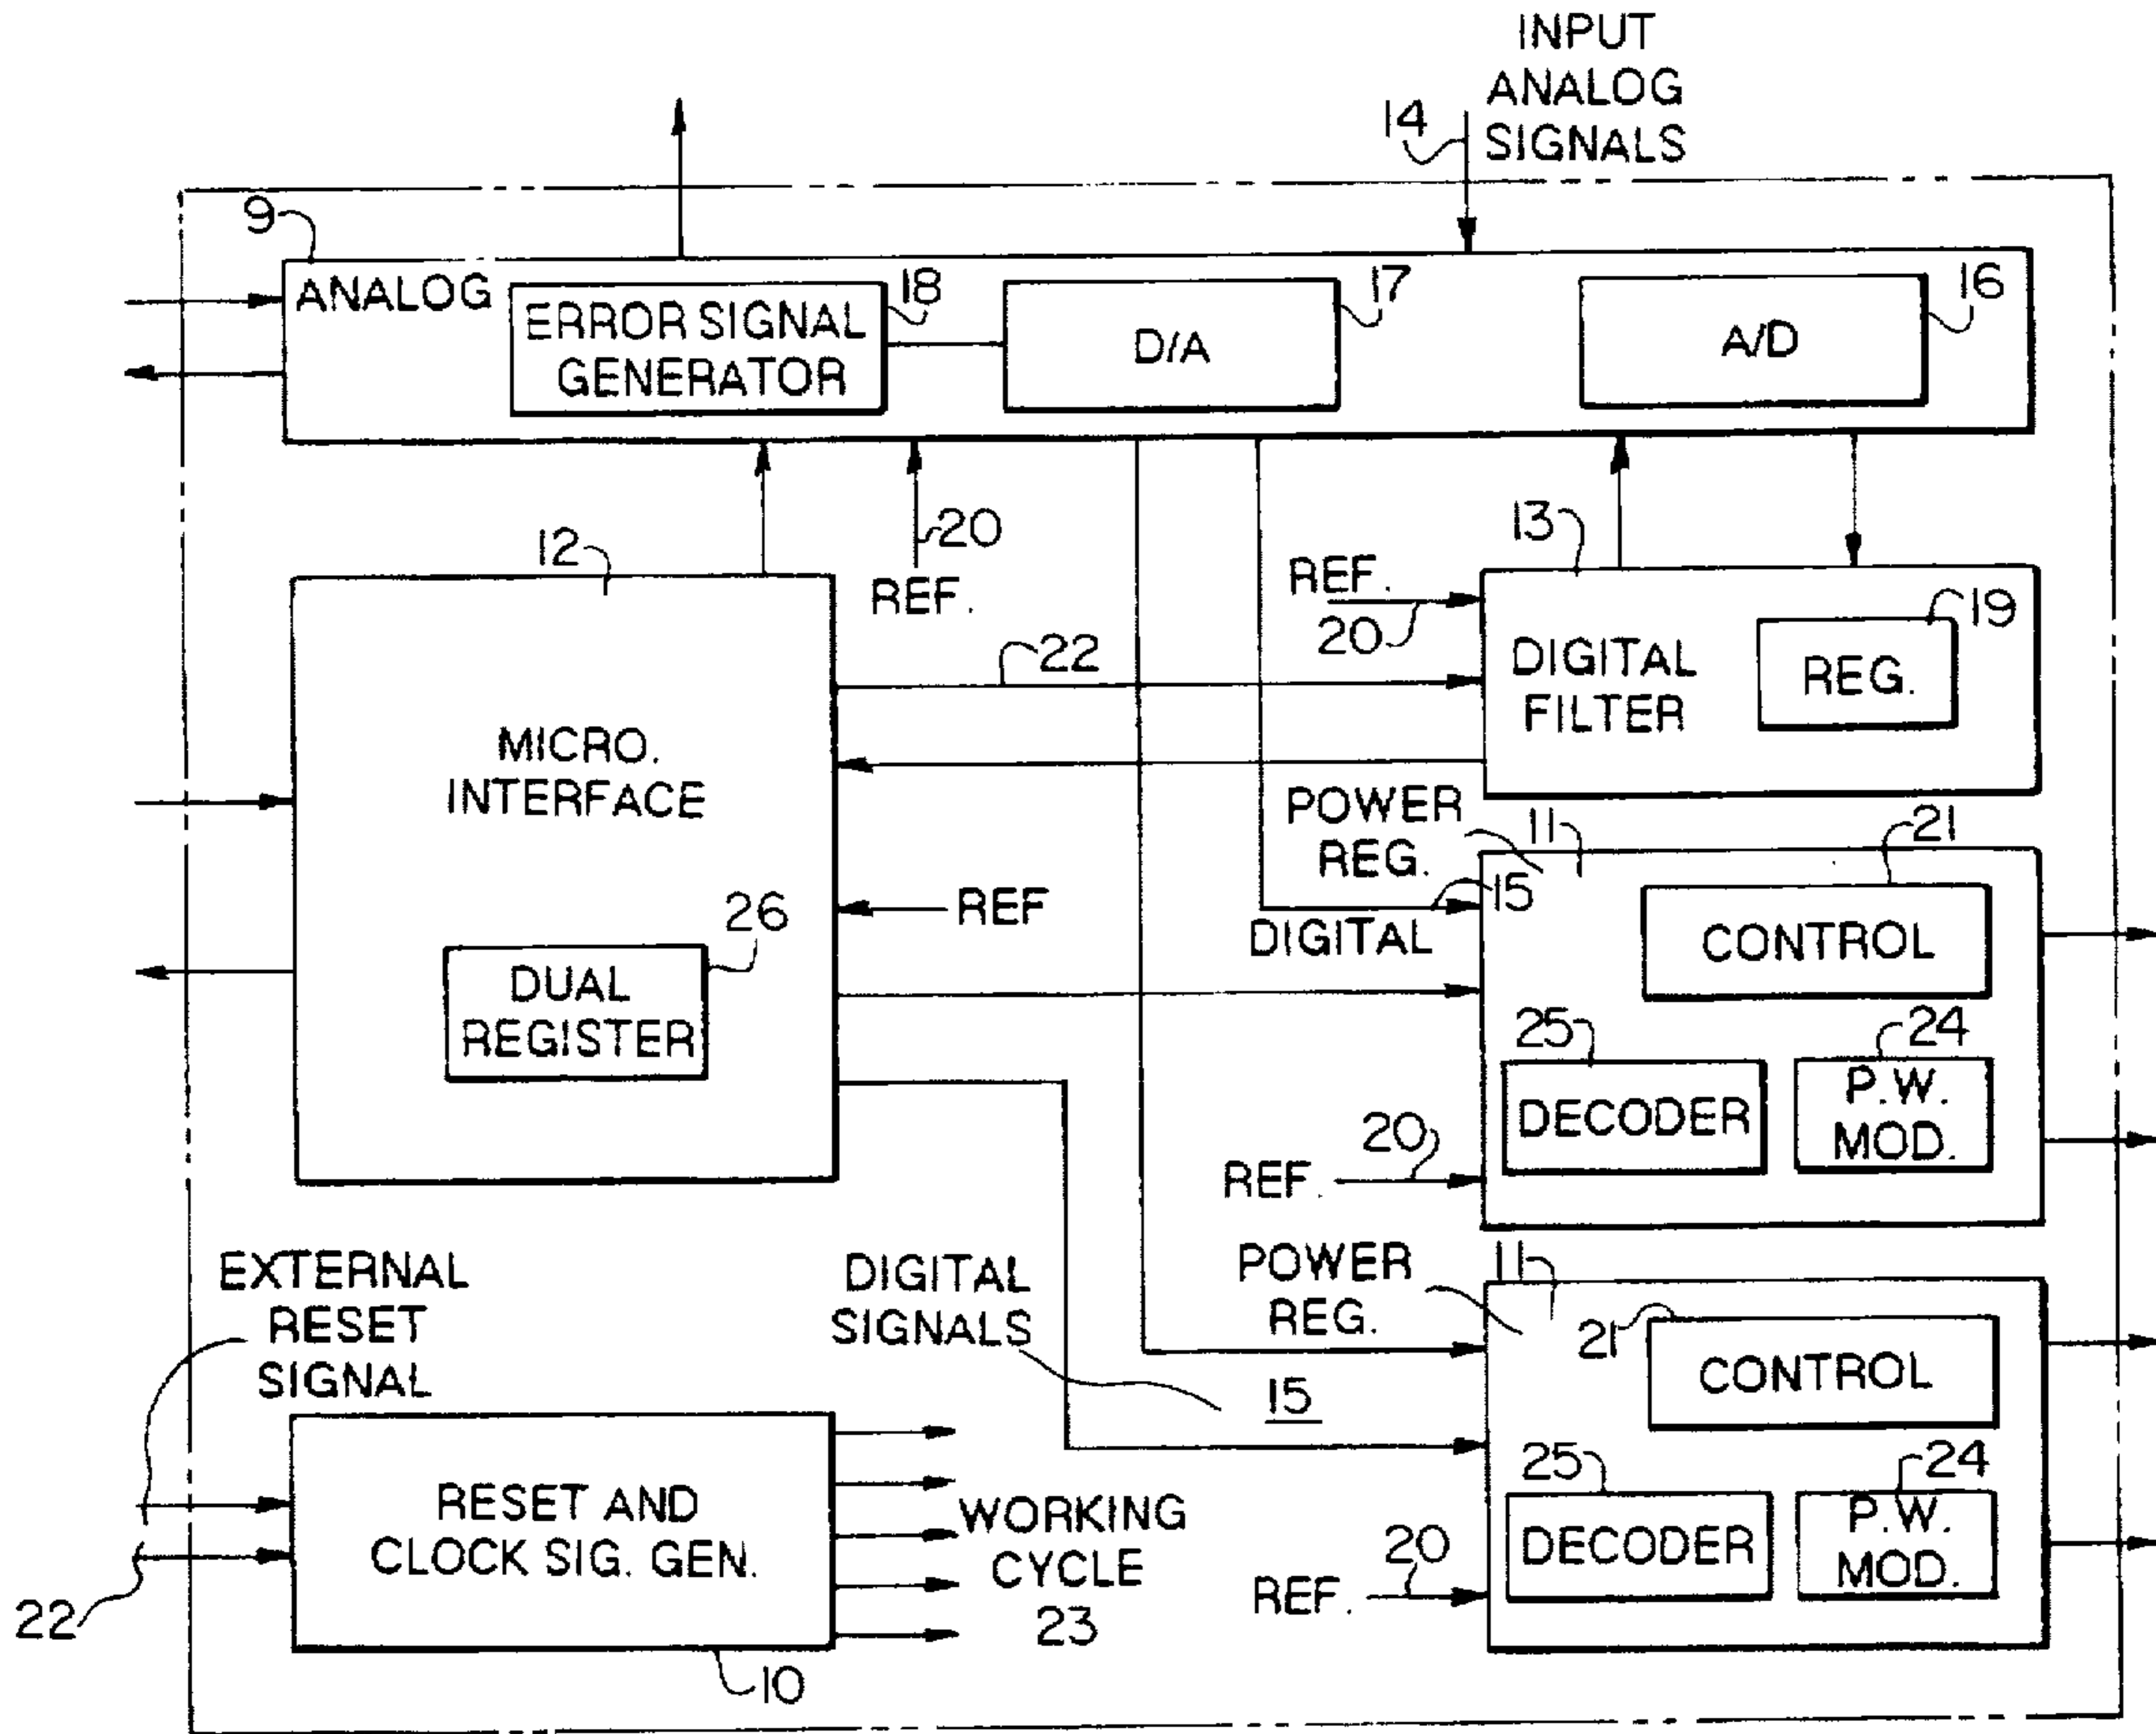 INPUT
ANALOG
SIGNALS
14
9
ANALOG
18
ERROR SIGNAL
GENERATOR
17
D/A
16
A/D
12
20
REF.
13
REF.
20
19
DIGITAL
FILTER
REG.
22
MICRO.
INTERFACE
POWER
REG.
11
21
15
REF
DIGITAL
CONTROL
26
DUAL
REGISTER
25
24
DECODER
P.W.
MOD.
20
REF.
EXTERNAL
RESET
SIGNAL
DIGITAL
SIGNALS
POWER
REG.
11
21
CONTROL
15
25
24
RESET AND
CLOCK SIG. GEN.
WORKING
CYCLE
23
DECODER
P.W.
MOD.
20
REF.
22
10